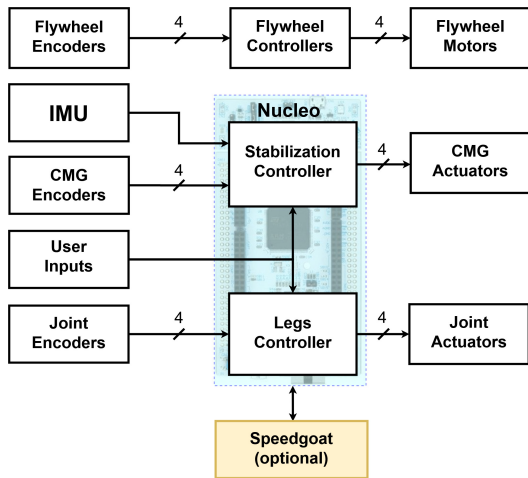 Flywheel
Encoders
4
Flywheel
Controllers
4
Flywheel
Motors
IMU
Nucleo
Stabilization
Controller
4
CMG
Actuators
CMG
Encoders
4
User
Inputs
Joint
Encoders
4
Legs
Controller
4
Joint
Actuators
Speedgoat
(optional)